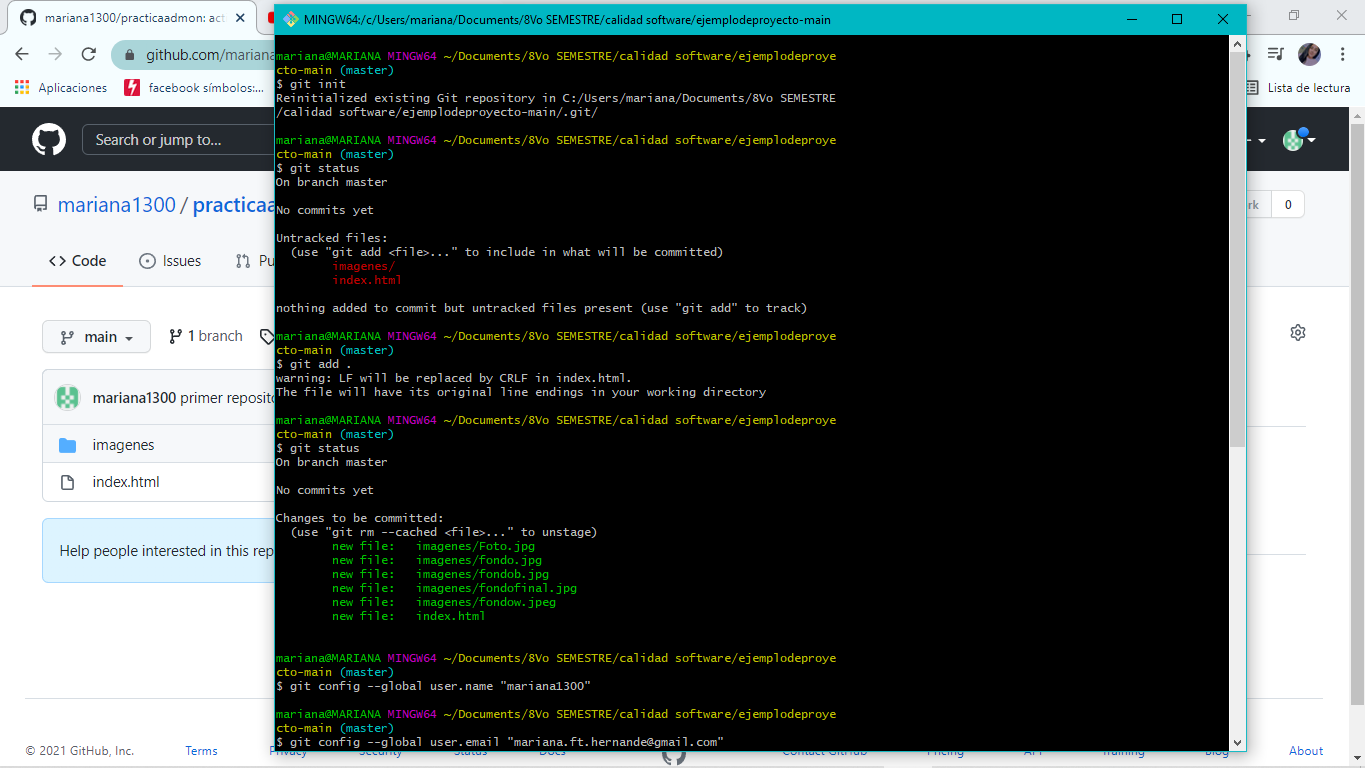 mariana1300/practicaadmon: act
MINGW64:/c/Users/mariana/Documents/8Vo SEMESTRE/calidad software/ejemplodeproyecto-main
github.com/mariana
Aplicaciones
facebook símbolos:...
Lista de lectura
Search or jump to...
mariana1300 / practicaa
rk
0
Code
Issues
Pu
main
1 branch
mariana1300 primer reposito
imagenes
index.html
Help people interested in this rep
mariana@MARIANA MINGW64 ~/Documents/8Vo SEMESTRE/calidad software/ejemplodeproye
cto-main (master)
$ git init
Reinitialized existing Git repository in C:/Users/mariana/Documents/8Vo SEMESTRE
/calidad software/ejemplodeproyecto-main/.git/
mariana@MARIANA MINGW64 ~/Documents/8Vo SEMESTRE/calidad software/ejemplodeproye
cto-main (master)
$ git status
On branch master
No commits yet
Untracked files:
(use "git add <file>..." to include in what will be committed)
imagenes/
index.html
nothing added to commit but untracked files present (use "git add" to track)
mariana@MARIANA MINGW64 ~/Documents/8Vo SEMESTRE/calidad software/ejemplodeproye
cto-main (master)
$ git add .
warning: LF will be replaced by CRLF in index.html.
The file will have its original line endings in your working directory
mariana@MARIANA MINGW64 ~/Documents/8Vo SEMESTRE/calidad software/ejemplodeproye
cto-main (master)
$ git status
On branch master
No commits yet
Changes to be committed:
(use "git rm --cached <file>..." to unstage)
new file:   imagenes/Foto.jpg
new file:   imagenes/fondo.jpg
new file:   imagenes/fondob.jpg
new file:   imagenes/fondofinal.jpg
new file:   imagenes/fondow.jpeg
new file:   index.html
mariana@MARIANA MINGW64 ~/Documents/8Vo SEMESTRE/calidad software/ejemplodeproye
cto-main (master)
$ git config --global user.name "mariana1300"
mariana@MARIANA MINGW64 ~/Documents/8Vo SEMESTRE/calidad software/ejemplodeproye
cto-main (master)
$ git config --global user.email "mariana.ft.hernande@gmail.com"
© 2021 GitHub, Inc.
Terms
Privacy
Security
Status
Docs
Contact GitHub
Pricing
API
Training
Blog
About